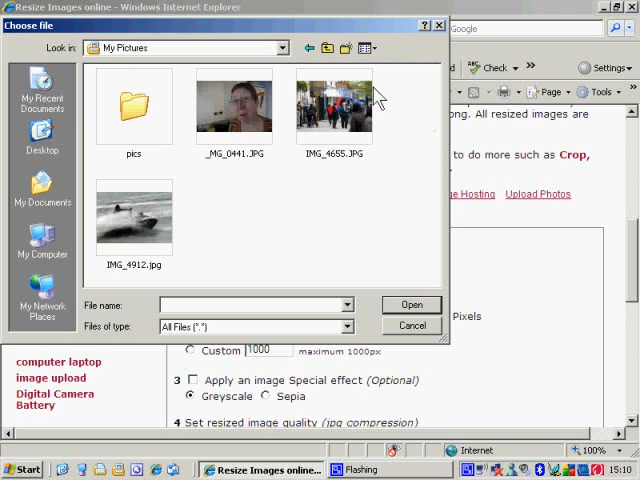 Resize Images online - Windows Internet Explorer
Choose file
Look in:
My Pictures
Google
Check
Settings
Page
Tools
My Recent
Documents
Desktop
My Documents
My Computer
My Network
Places
pics
_MG_0441.JPG
IMG_4655.JPG
IMG_4912.jpg
File name:
Open
Files of type:
All Files (*.*)
Cancel
ong. All resized images are
to do more such as Crop,
ge Hosting
Upload Photos
Pixels
Custom 1000 maximum 1000px
computer laptop
image upload
Digital Camera
Battery
3 Apply an image Special effect (Optional)
Greyscale Sepia
4 Set resized image quality (jpg compression)
Internet
100%
Start
Resize Images online...
Flashing
15:10